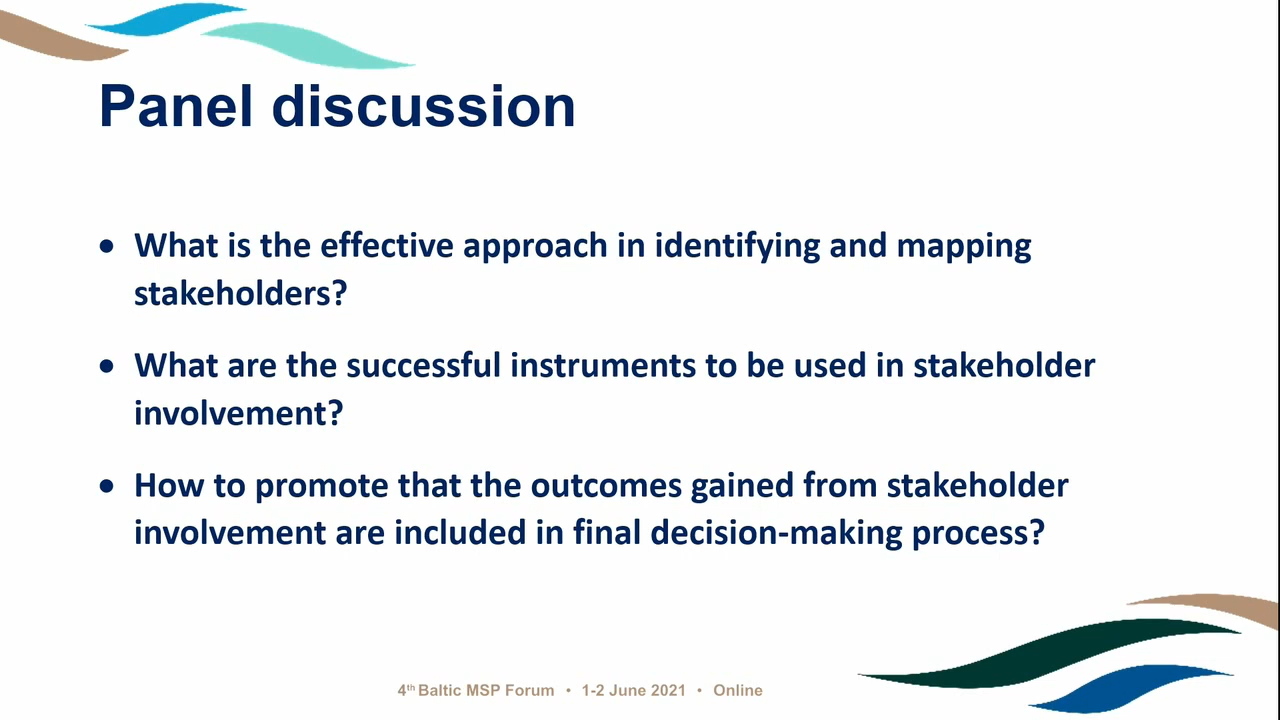 Panel discussion
• What is the effective approach in identifying and mapping
stakeholders?
• What are the successful instruments to be used in stakeholder
involvement?
• How to promote that the outcomes gained from stakeholder
involvement are included in final decision-making process?
4th Baltic MSP Forum • 1-2 June 2021 • Online